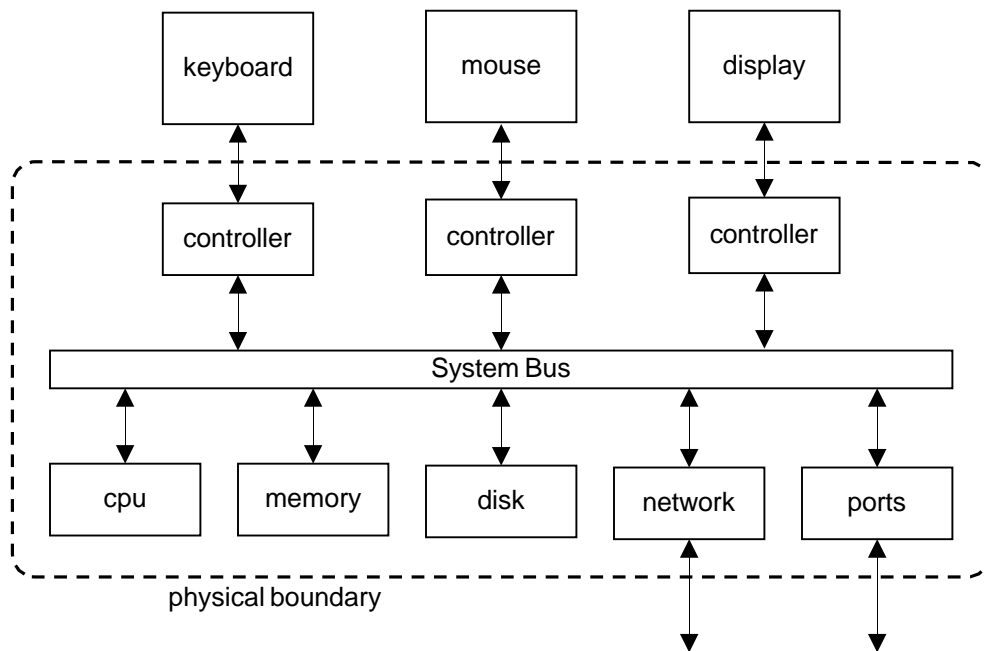 keyboard
mouse
display
controller
controller
controller
System Bus
cpu
memory
disk
network
ports
physical boundary